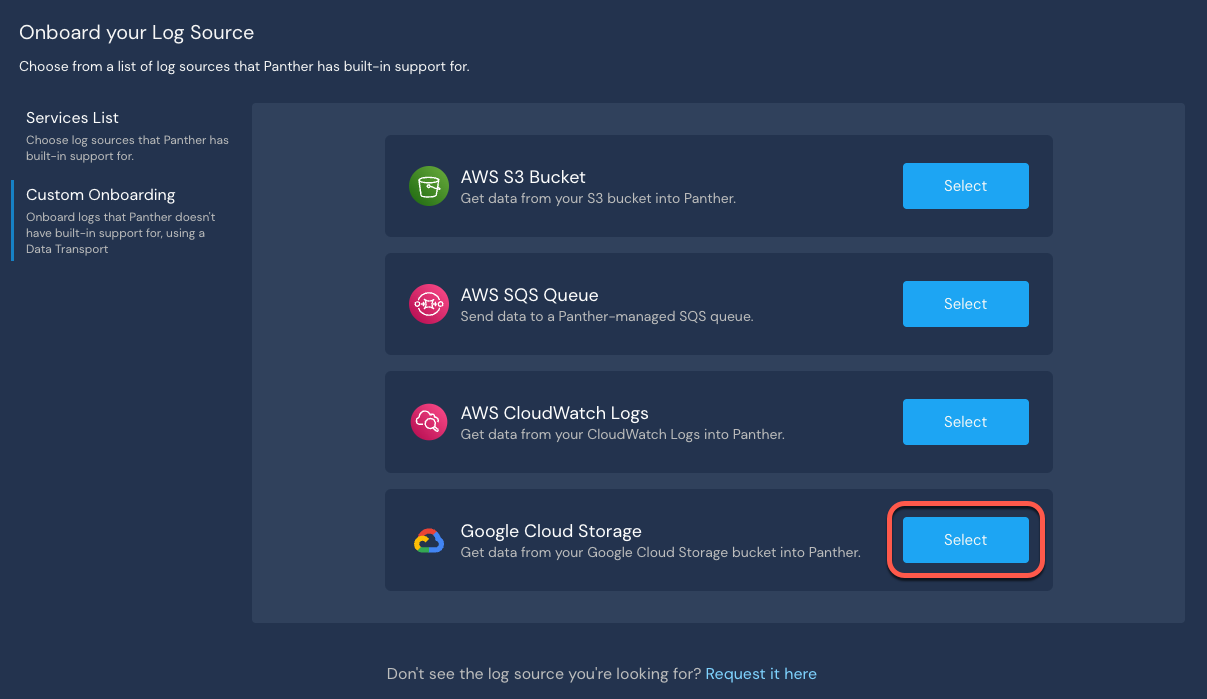 Onboard your Log Source
Choose from a list of log sources that Panther has built-in support for.
Services List
Choose log sources that Panther has
built-in support for.
Custom Onboarding
Onboard logs that Panther doesn't
have built-in support for, using a
Data Transport
AWS S3 Bucket
Get data from your S3 bucket into Panther.
Select
AWS SQS Queue
Send data to a Panther-managed SQS queue.
Select
AWS CloudWatch Logs
Get data from your CloudWatch Logs into Panther.
Select
Google Cloud Storage
Get data from your Google Cloud Storage bucket into Panther.
Select
Don't see the log source you're looking for? Request it here